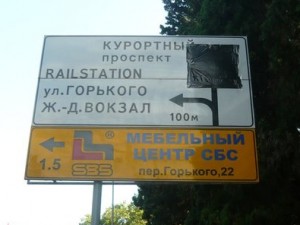 КУРОРТНЫЙ
проспект
RAILSTATION
ул.ГОРЬКОГО
Ж.-Д.ВОКЗАЛ
100м
МЕБЕЛЬНЫЙ
ЦЕНТР СБС
пер.Горького,22
1.5
SBS
®